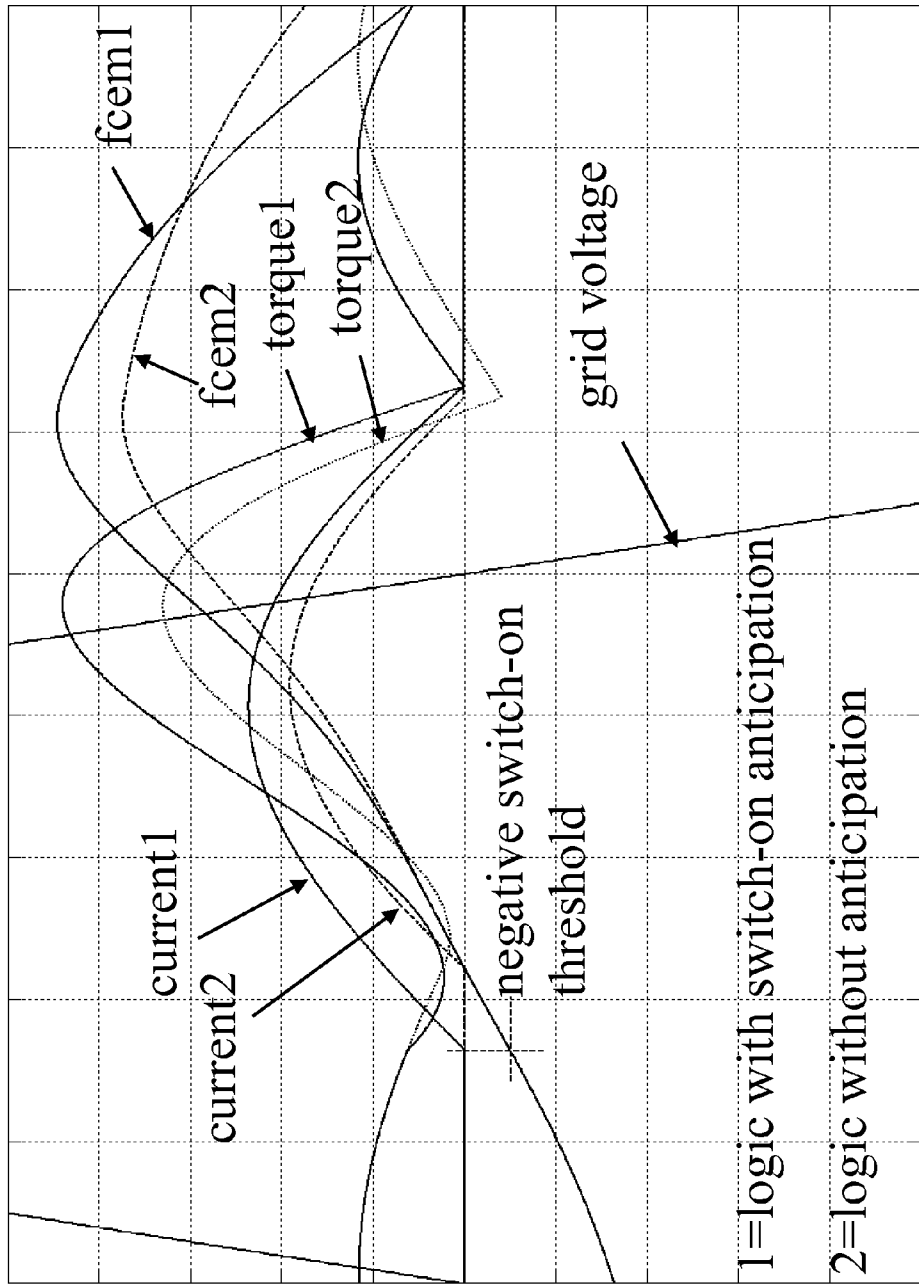 fcem1
fcem2
torque1
torque2
current1
current2
grid voltage
negative switch-on
threshold
1=logic with switch-on anticipation
2=logic without anticipation